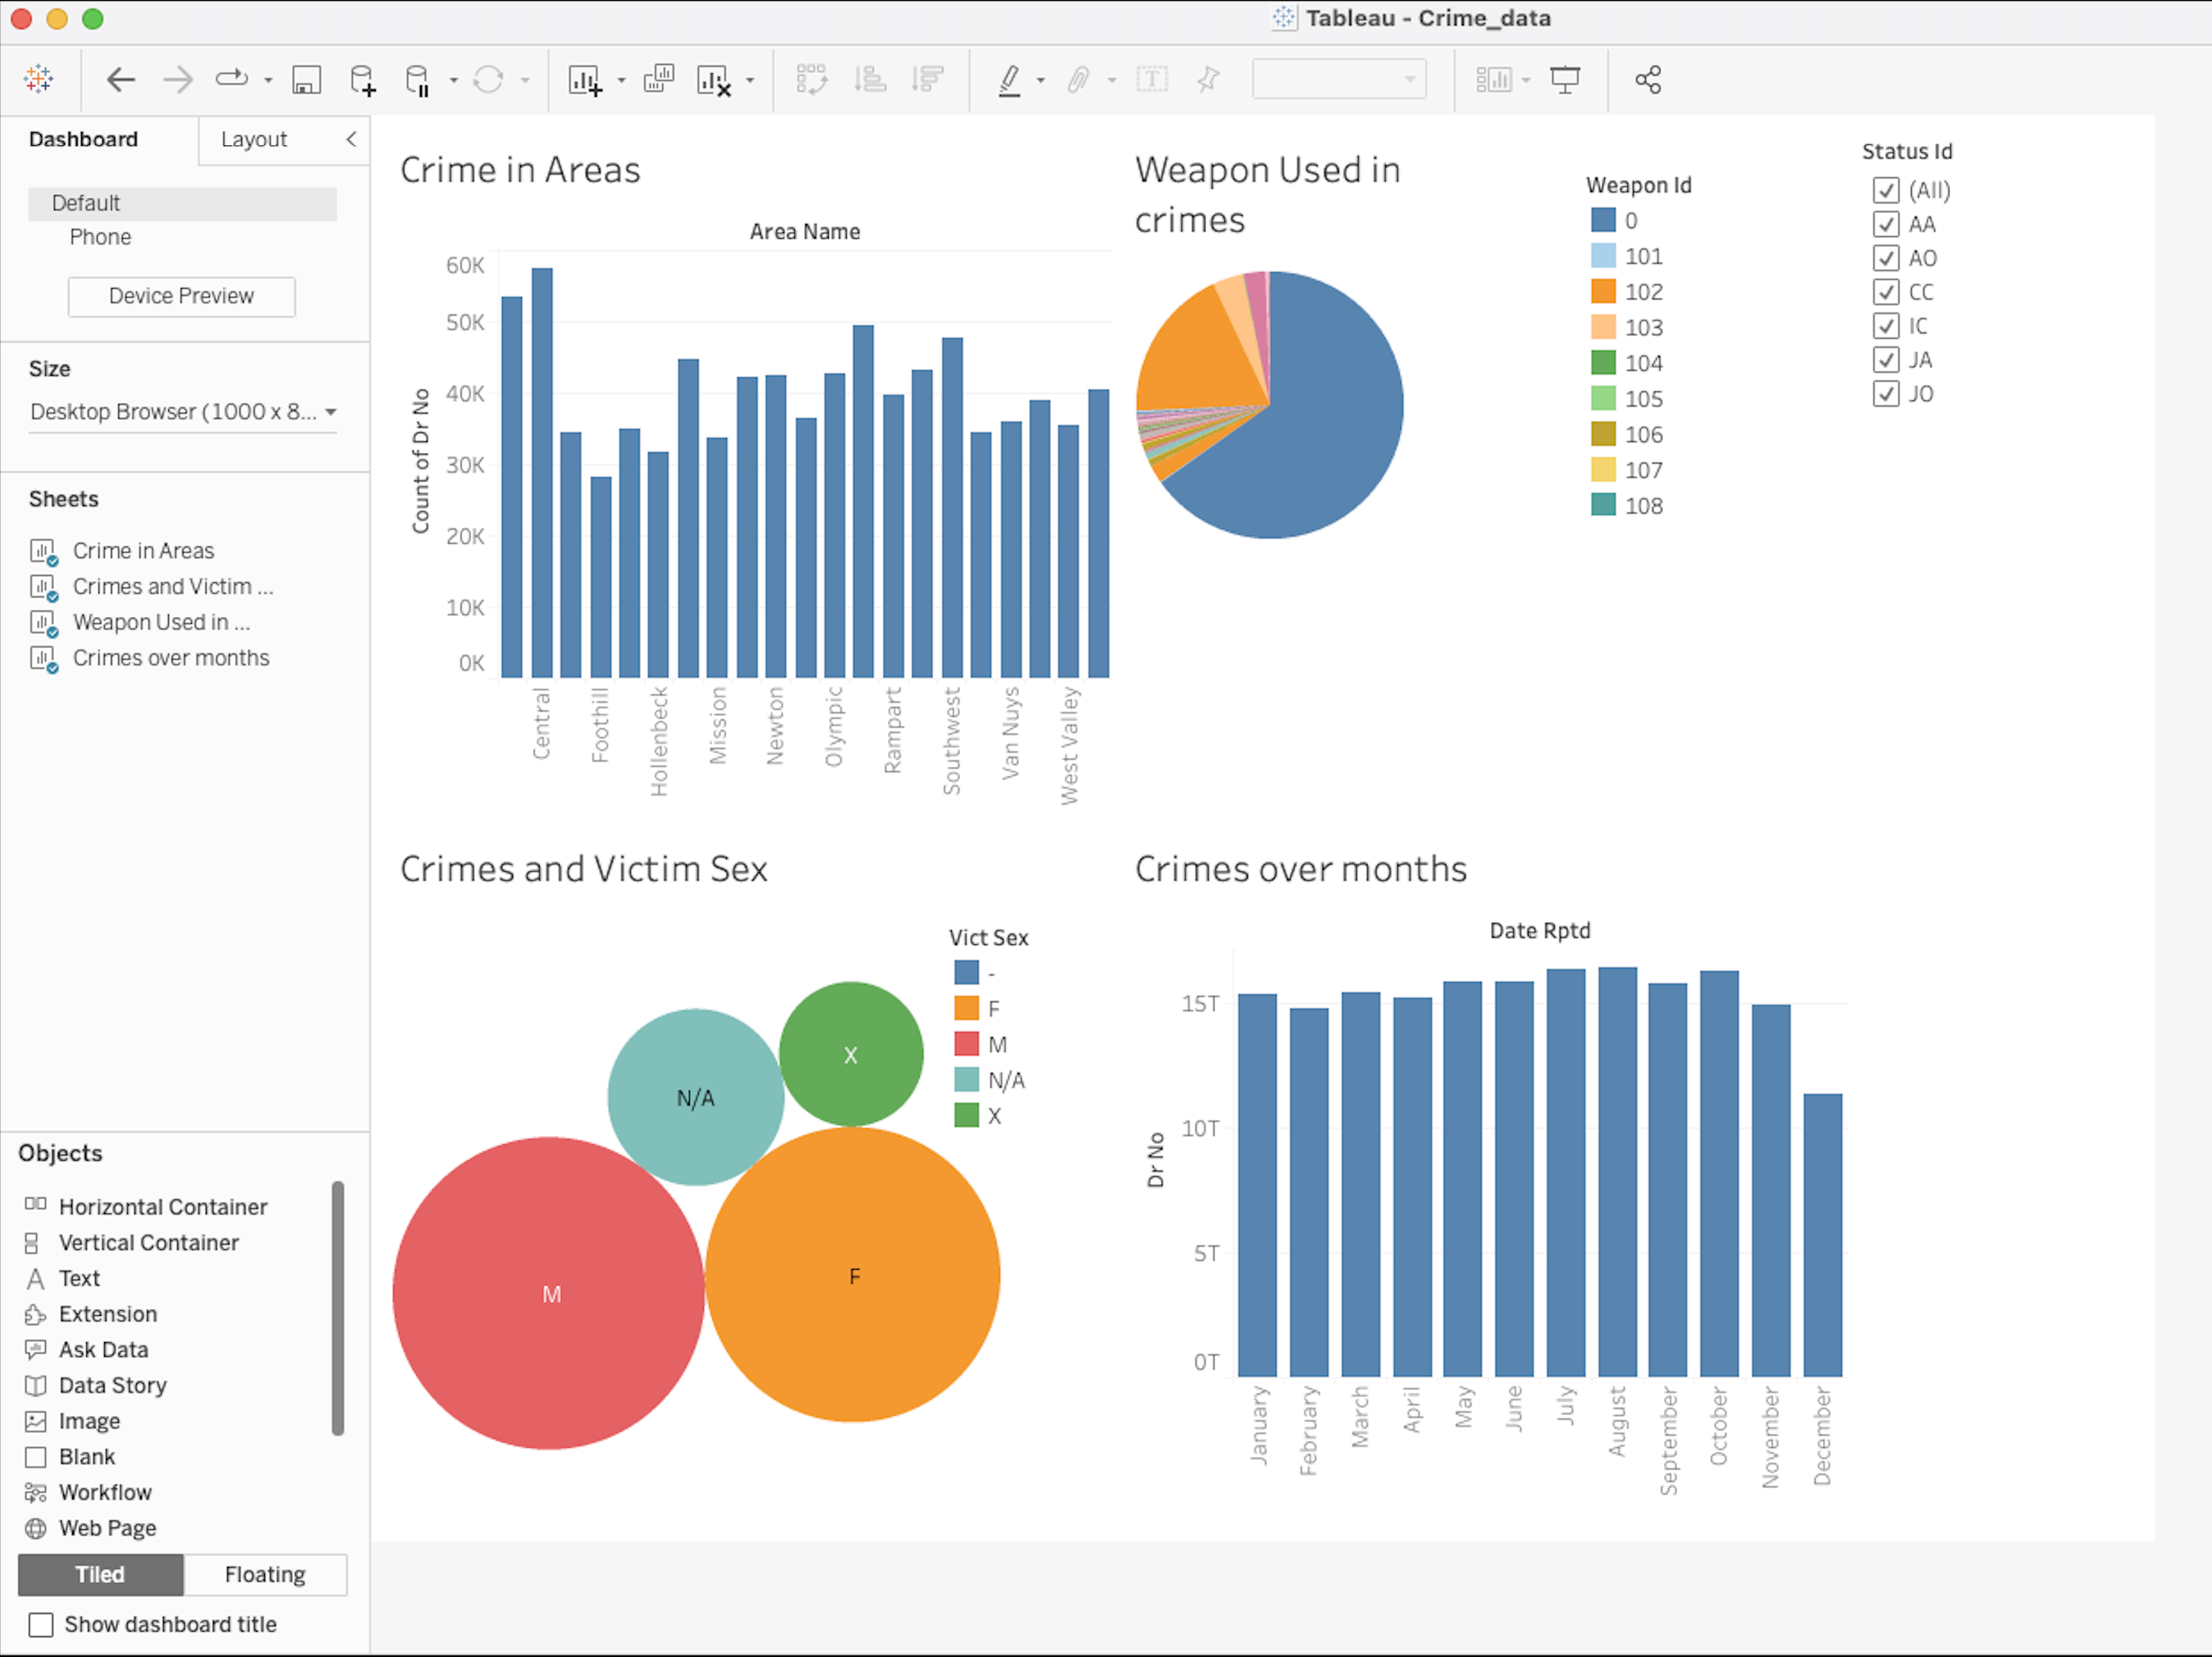 Tableau - Crime_data
Dashboard
Layout
Default
Phone
Device Preview
Size
Desktop Browser (1000 x 8...
Sheets
Crime in Areas
Crimes and Victim ...
Weapon Used in ...
Crimes over months
Objects
Horizontal Container
Vertical Container
Text
Extension
Ask Data
Data Story
Image
Blank
Workflow
Web Page
Tiled
Floating
Show dashboard title
Crime in Areas
Area Name
60K
50K
40K
30K
20K
10K
0K
Count of Dr No
Central
Foothill
Hollenbeck
Mission
Newton
Olympic
Rampart
Southwest
Van Nuys
West Valley
Weapon Used in
crimes
Weapon Id
0
101
102
103
104
105
106
107
108
Status Id
(All)
AA
AO
CC
IC
JA
JO
Crimes and Victim Sex
X
N/A
M
F
Vict Sex
-
F
M
N/A
X
Crimes over months
Date Rptd
15T
10T
5T
0T
Dr No
January
February
March
April
May
June
July
August
September
October
November
December